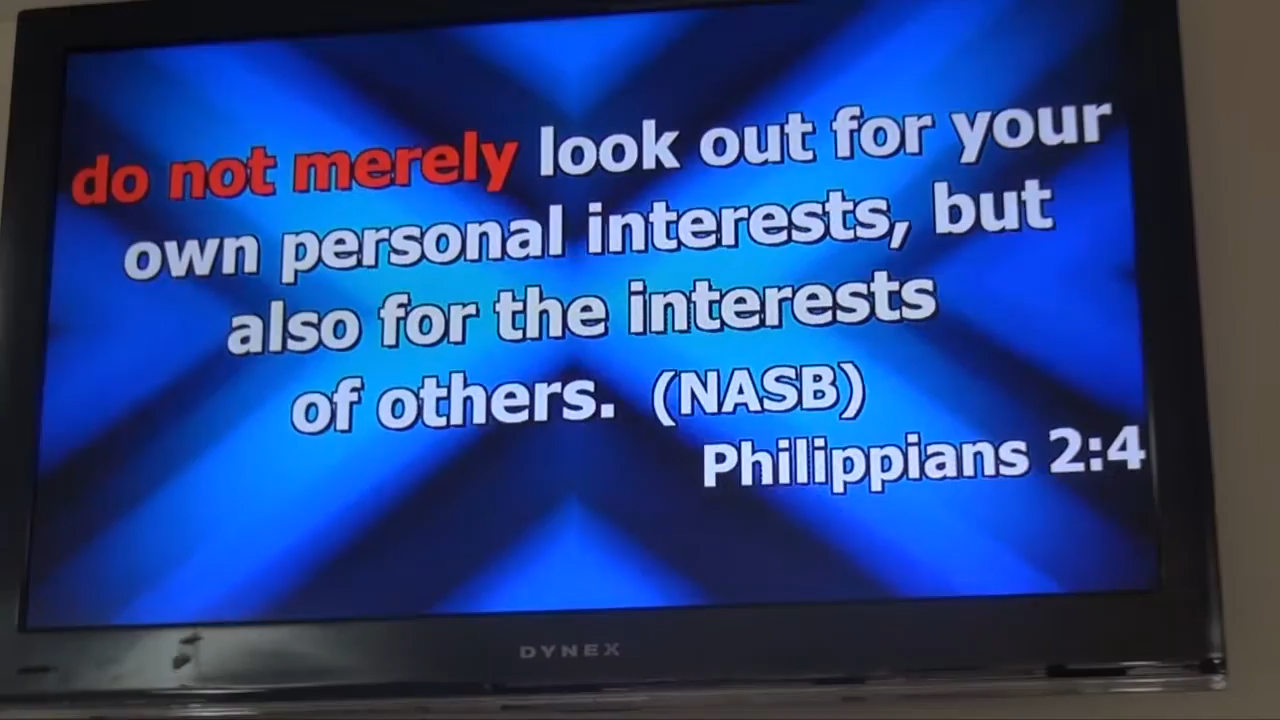 do not merely look out for your
own personal interests, but
also for the interests
of others. (NASB)
Philippians 2:4
DYNEX